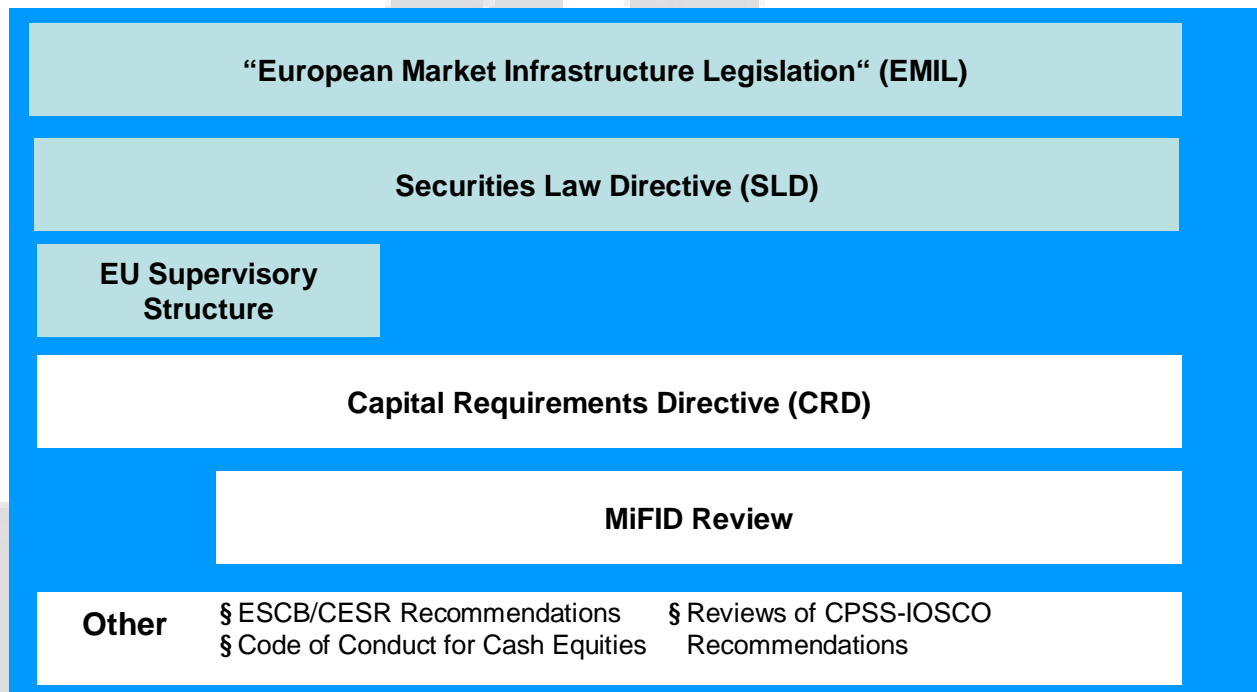 “European Market Infrastructure Legislation“ (EMIL)
Securities Law Directive (SLD)
EU Supervisory
Structure
Capital Requirements Directive (CRD)
MiFID Review
Other
§ ESCB/CESR Recommendations
§ Code of Conduct for Cash Equities
§ Reviews of CPSS-IOSCO
Recommendations